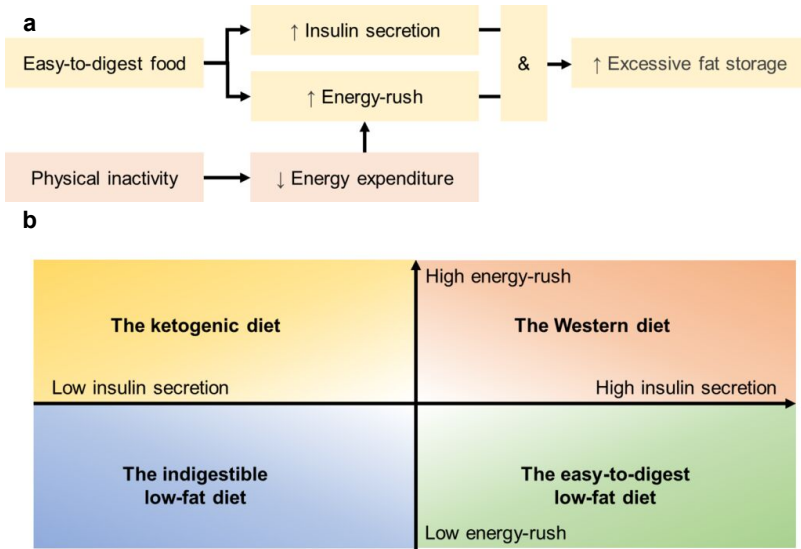 a
↑ Insulin secretion
Easy-to-digest food
&
↑ Excessive fat storage
↑ Energy-rush
Physical inactivity
↓ Energy expenditure
b
High energy-rush
The ketogenic diet
The Western diet
Low insulin secretion
High insulin secretion
The indigestible
low-fat diet
The easy-to-digest
low-fat diet
Low energy-rush